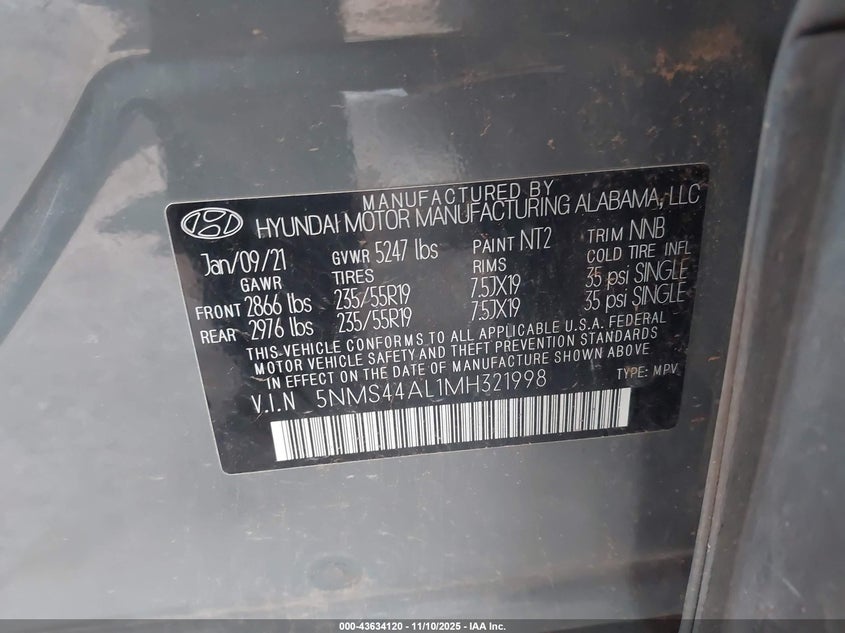 MANUFACTURED BY
HYUNDAI MOTOR MANUFACTURING ALABAMA, LLC
Jan/09/21 GVWR 5247 lbs PAINT NT2 TRIM NNB
GAWR TIRES RIMS COLD TIRE INFL
FRONT 2866 lbs 235/55R19 7.5JX19 35 psi SINGLE
REAR 2976 lbs 235/55R19 7.5JX19 35 psi SINGLE
THIS VEHICLE CONFORMS TO ALL APPLICABLE U.S.A. FEDERAL
MOTOR VEHICLE SAFETY AND THEFT PREVENTION STANDARDS
IN EFFECT ON THE DATE OF MANUFACTURE SHOWN ABOVE
V.I.N 5NMS44AL1MH321998 TYPE: MPV
000-43634120 - 11/10/2025 - IAA Inc.